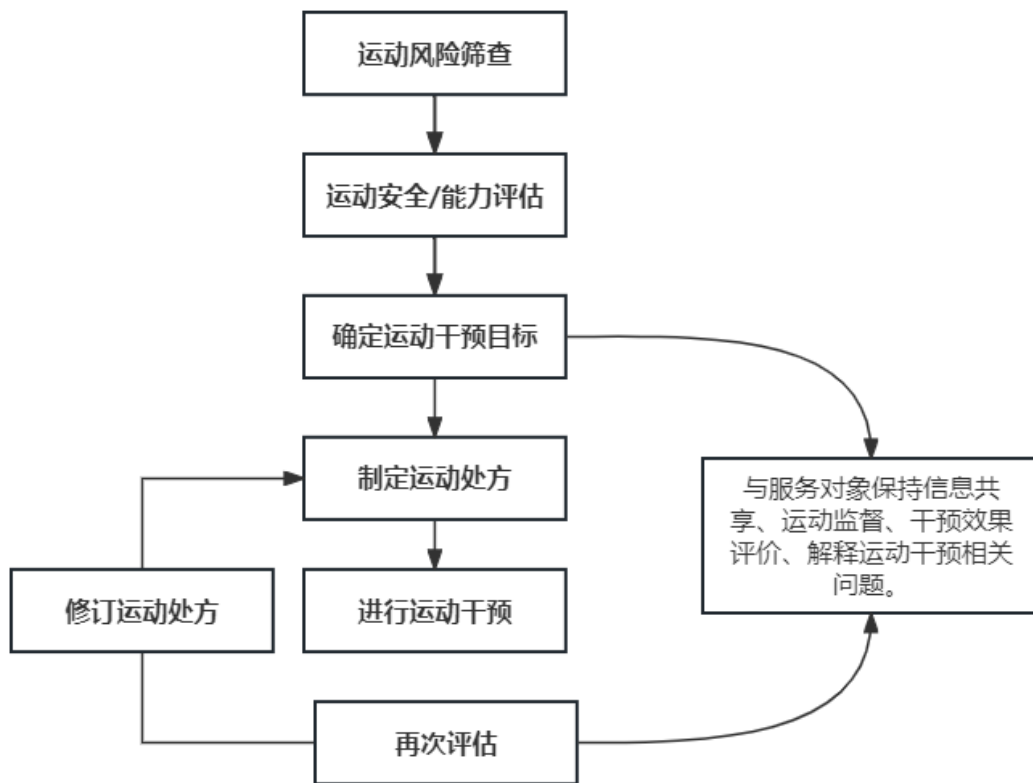 运动风险筛查
运动安全/能力评估
确定运动干预目标
制定运动处方
与服务对象保持信息共
享、运动监督、干预效果
评价、解释运动干预相关
问题。
修订运动处方
进行运动干预
再次评估